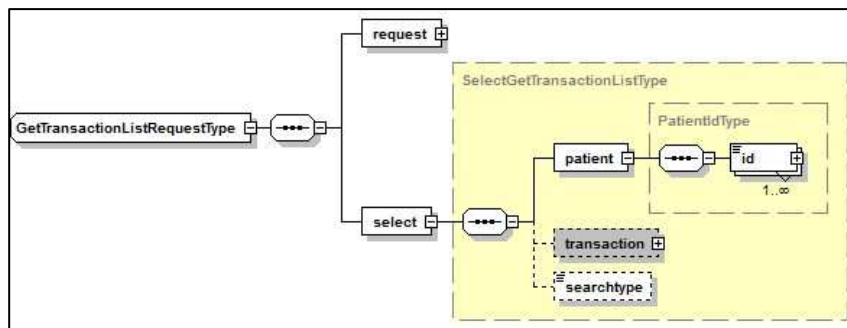 request
SelectGetTransactionListType
GetTransactionListRequestType
PatientIdType
patient
id
1..∞
select
transaction
searchtype